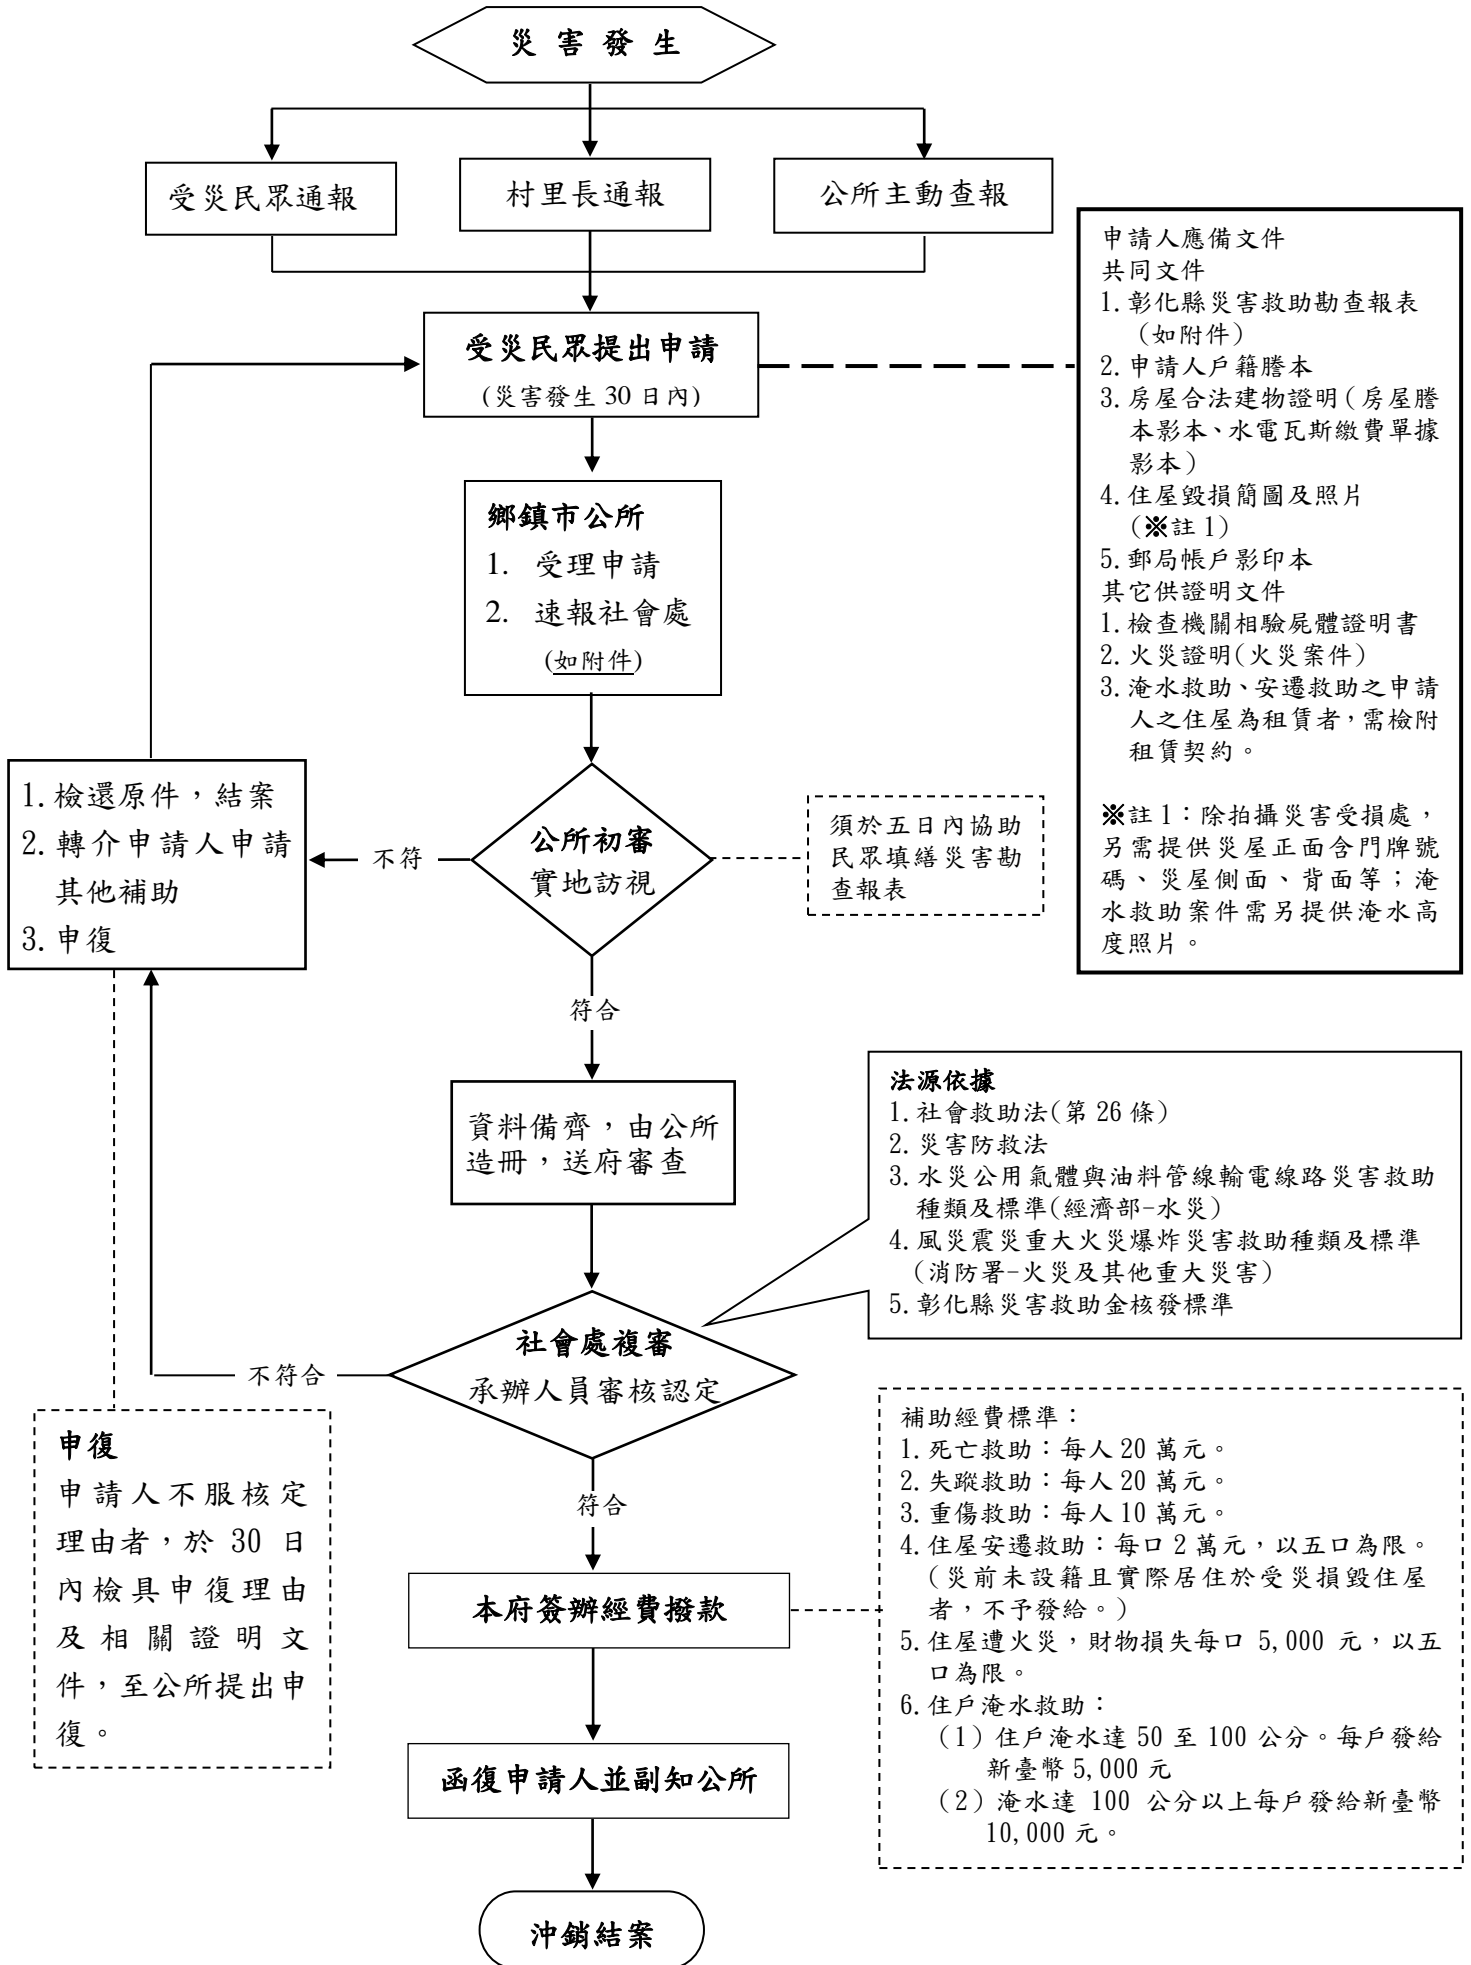 災 害 發 生
受災民眾通報
村里長通報
公所主動查報
申請人應備文件
共同文件
1.彰化縣災害救助勘查報表
(如附件)
2.申請人戶籍謄本
3.房屋合法建物證明(房屋謄
本影本、水電瓦斯繳費單據
影本)
4.住屋毀損簡圖及照片
(※註1)
5.郵局帳戶影印本
其它供證明文件
1.檢查機關相驗屍體證明書
2.火災證明(火災案件)
3.淹水救助、安遷救助之申請
人之住屋為租賃者,需檢附
租賃契約。
※註1:除拍攝災害受損處,
另需提供災屋正面含門牌號
碼、災屋側面、背面等;淹
水救助案件需另提供淹水高
度照片。
受災民眾提出申請
(災害發生 30 日內)
鄉鎮市公所
1. 受理申請
2. 速報社會處
(如附件)
1.檢還原件,結案
2.轉介申請人申請
其他補助
3.申復
不符
公所初審
實地訪視
須於五日內協助
民眾填繕災害勘
查報表
符合
資料備齊,由公所
造冊,送府審查
法源依據
1.社會救助法(第 26 條)
2.災害防救法
3.水災公用氣體與油料管線輸電線路災害救助
種類及標準(經濟部-水災)
4.風災震災重大火災爆炸災害救助種類及標準
(消防署-火災及其他重大災害)
5.彰化縣災害救助金核發標準
社會處複審
承辦人員審核認定
不符合
符合
申復
申請人不服核定
理由者,於 30 日
內檢具申復理由
及相關證明文
件,至公所提出申
復。
補助經費標準:
1.死亡救助:每人 20 萬元。
2.失蹤救助:每人 20 萬元。
3.重傷救助:每人 10 萬元。
4.住屋安遷救助:每口 2 萬元,以五口為限。
(災前未設籍且實際居住於受災損毀住屋
者,不予發給。)
5.住屋遭火災,財物損失每口 5,000 元,以五
口為限。
6.住戶淹水救助:
(1)住戶淹水達 50 至 100 公分。每戶發給
新臺幣 5,000 元
(2)淹水達 100 公分以上每戶發給新臺幣
10,000 元。
本府簽辦經費撥款
函復申請人並副知公所
沖銷結案